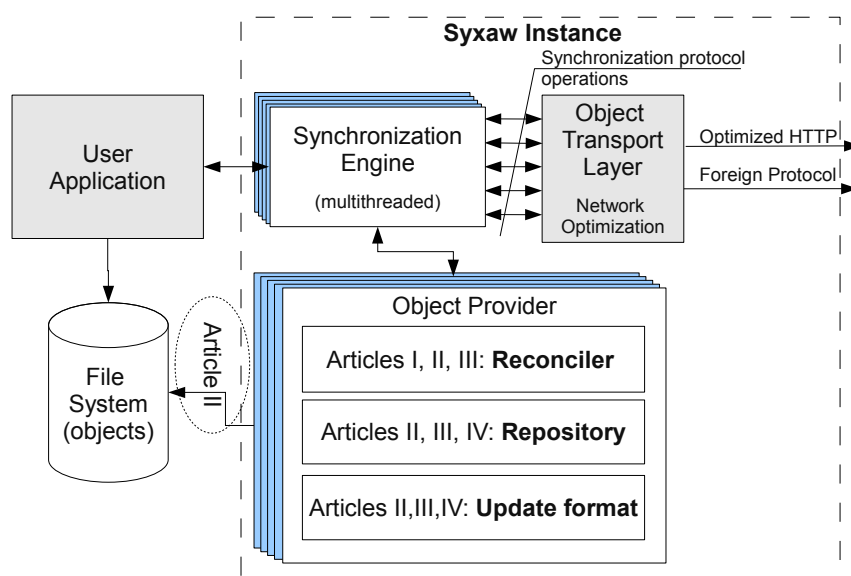 Syxaw Instance
Synchronization protocol
operations
User
Application
Synchronization
Engine
(multithreaded)
Object
Transport
Layer
Network
Optimization
Optimized HTTP
Foreign Protocol
Object Provider
Articles I, II, III: Reconciler
Articles II, III, IV: Repository
Articles II,III,IV: Update format
Article II
File
System
(objects)